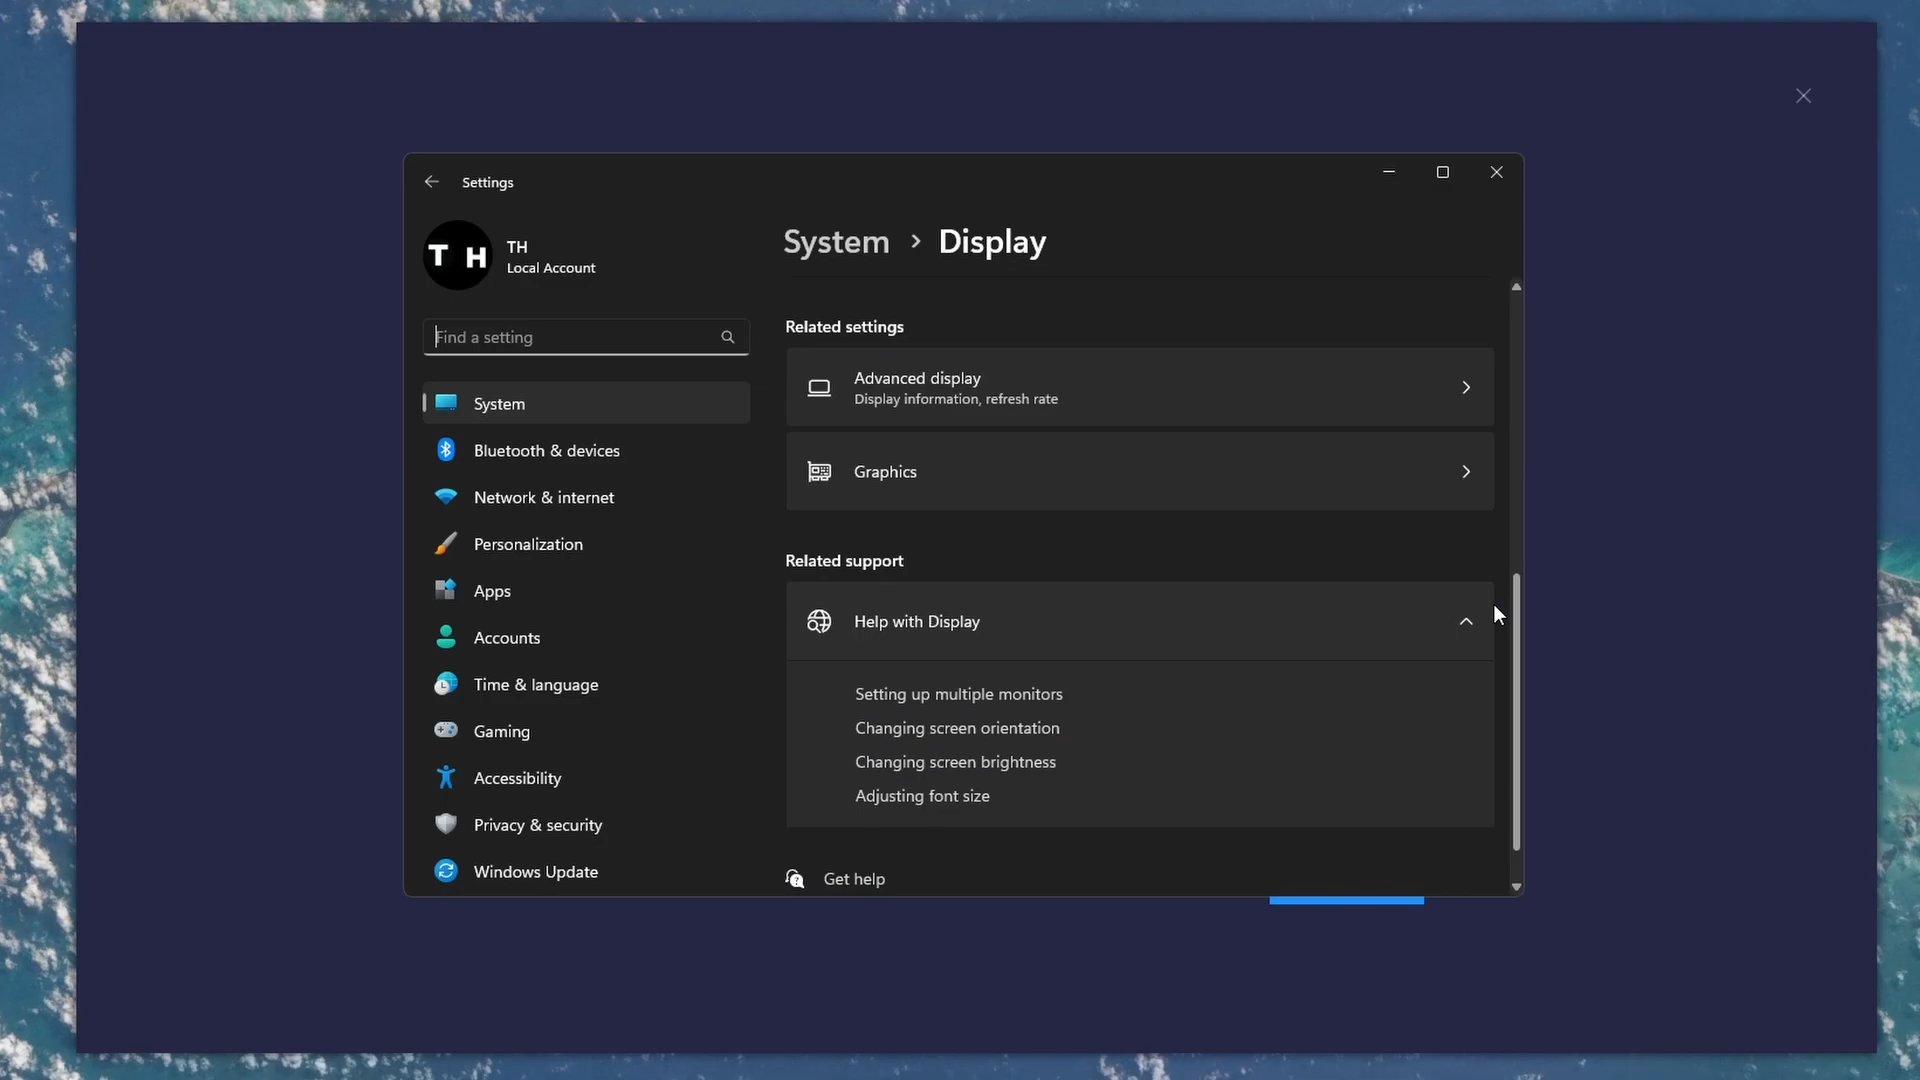 Settings
T H
TH
Local Account
Find a setting
System
Bluetooth & devices
Network & internet
Personalization
Apps
Accounts
Time & language
Gaming
Accessibility
Privacy & security
Windows Update
System > Display
Related settings
Advanced display
Display information, refresh rate
Graphics
Related support
Help with Display
Setting up multiple monitors
Changing screen orientation
Changing screen brightness
Adjusting font size
Get help